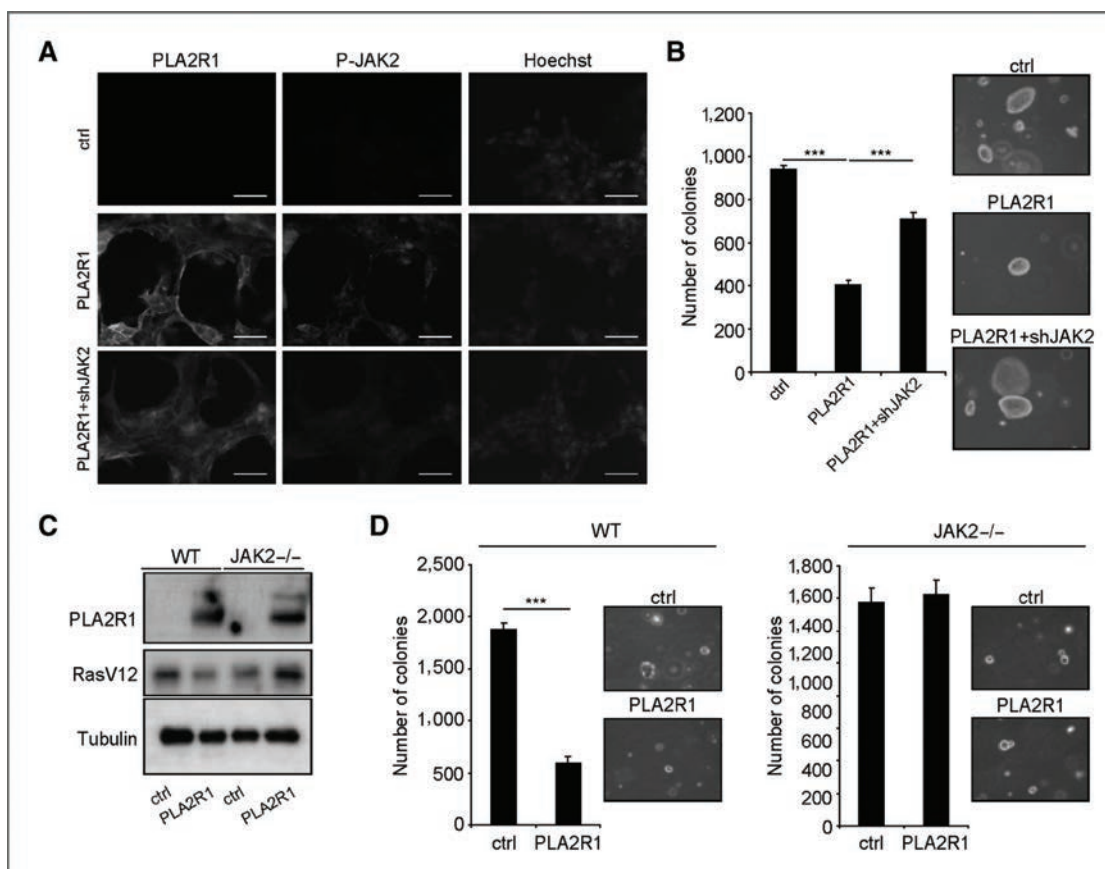 A
PLA2R1
P-JAK2
Hoechst
ctrl
PLA2R1
PLA2R1+shJAK2
B
Number of colonies
1,200
1,000
800
600
400
200
0
***
***
ctrl
PLA2R1
PLA2R1+shJAK2
ctrl
PLA2R1
PLA2R1+shJAK2
C
WT
JAK2–/–
PLA2R1
RasV12
Tubulin
ctrl
PLA2R1
ctrl
PLA2R1
D
WT
Number of colonies
2,500
2.000
1,500
1.000
500
0
***
ctrl
PLA2R1
ctrl
PLA2R1
JAK2–/–
Number of colonies
1,800
1,600
1,400
1,200
1,000
800
600
400
200
0
ctrl
PLA2R1
ctrl
PLA2R1